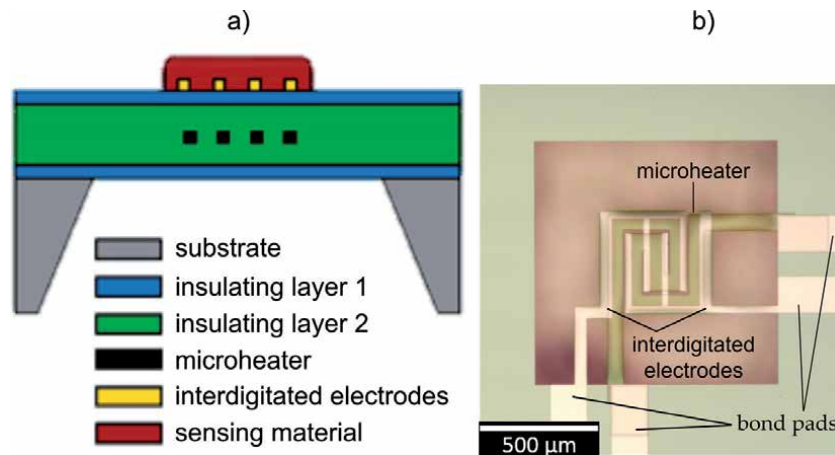 a)
b)
substrate
insulating layer 1
insulating layer 2
microheater
interdigitated electrodes
sensing material
microheater
interdigitated
electrodes
bond pads
500 µm